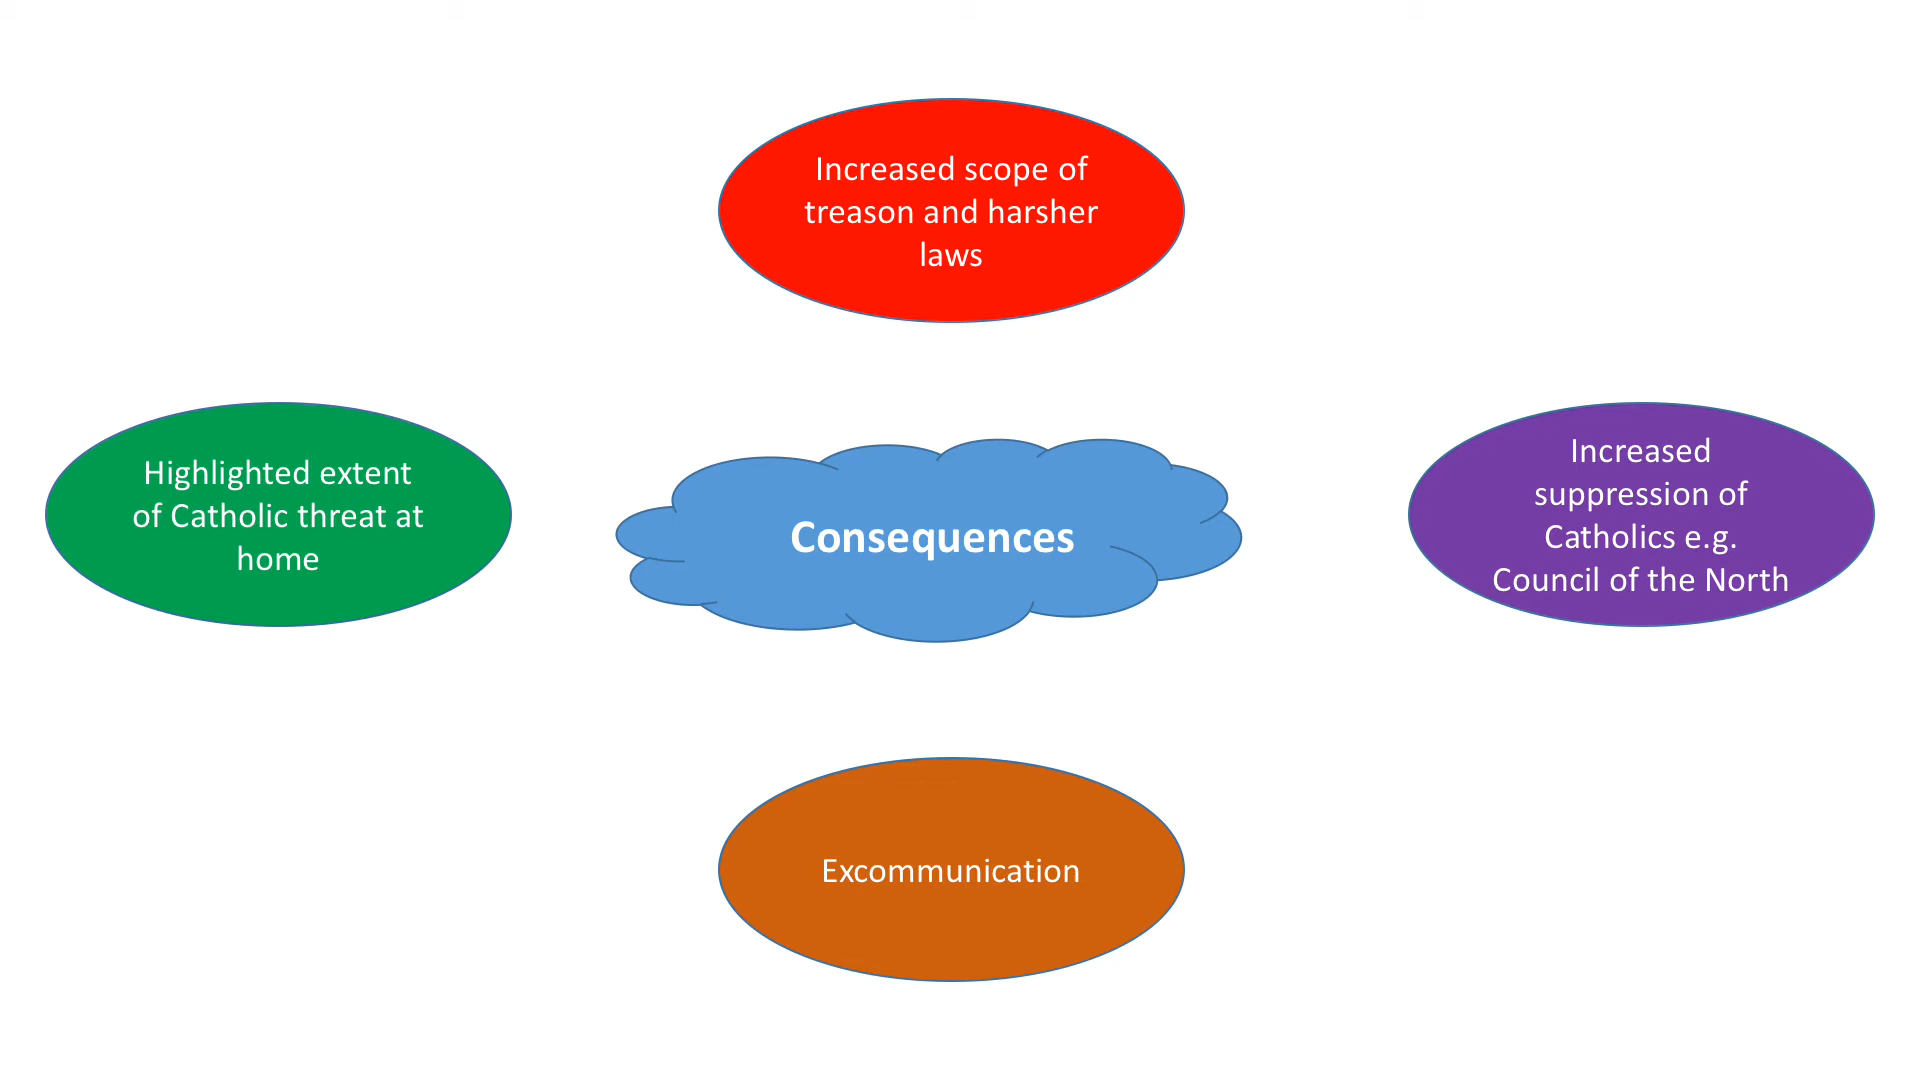 Increased scope of
treason and harsher
laws
Highlighted extent
of Catholic threat at
home
Consequences
Increased
suppression of
Catholics e.g.
Council of the North
Excommunication